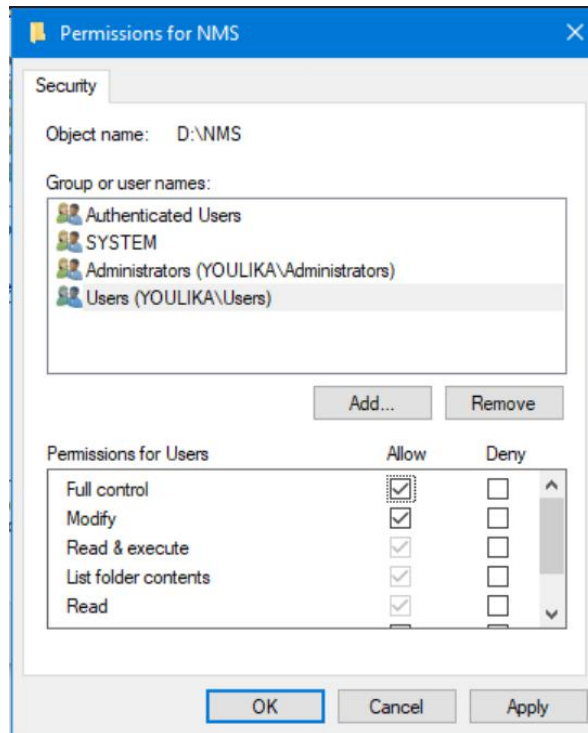 Permissions for NMS
Security
Object name: D:\NMS
Group or user names:
Authenticated Users
SYSTEM
Administrators (YOULIKA\Administrators)
Users (YOULIKA\Users)
Add... Remove
Permissions for Users Allow Deny
Full control
Modify
Read & execute
List folder contents
Read
OK Cancel Apply